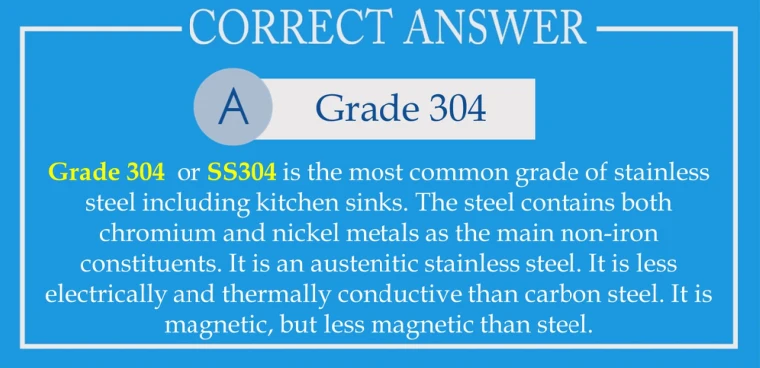 CORRECT ANSWER
A
Grade 304
Grade 304 or SS304 is the most common grade of stainless
steel including kitchen sinks. The steel contains both
chromium and nickel metals as the main non-iron
constituents. It is an austenitic stainless steel. It is less
electrically and thermally conductive than carbon steel. It is
magnetic, but less magnetic than steel.